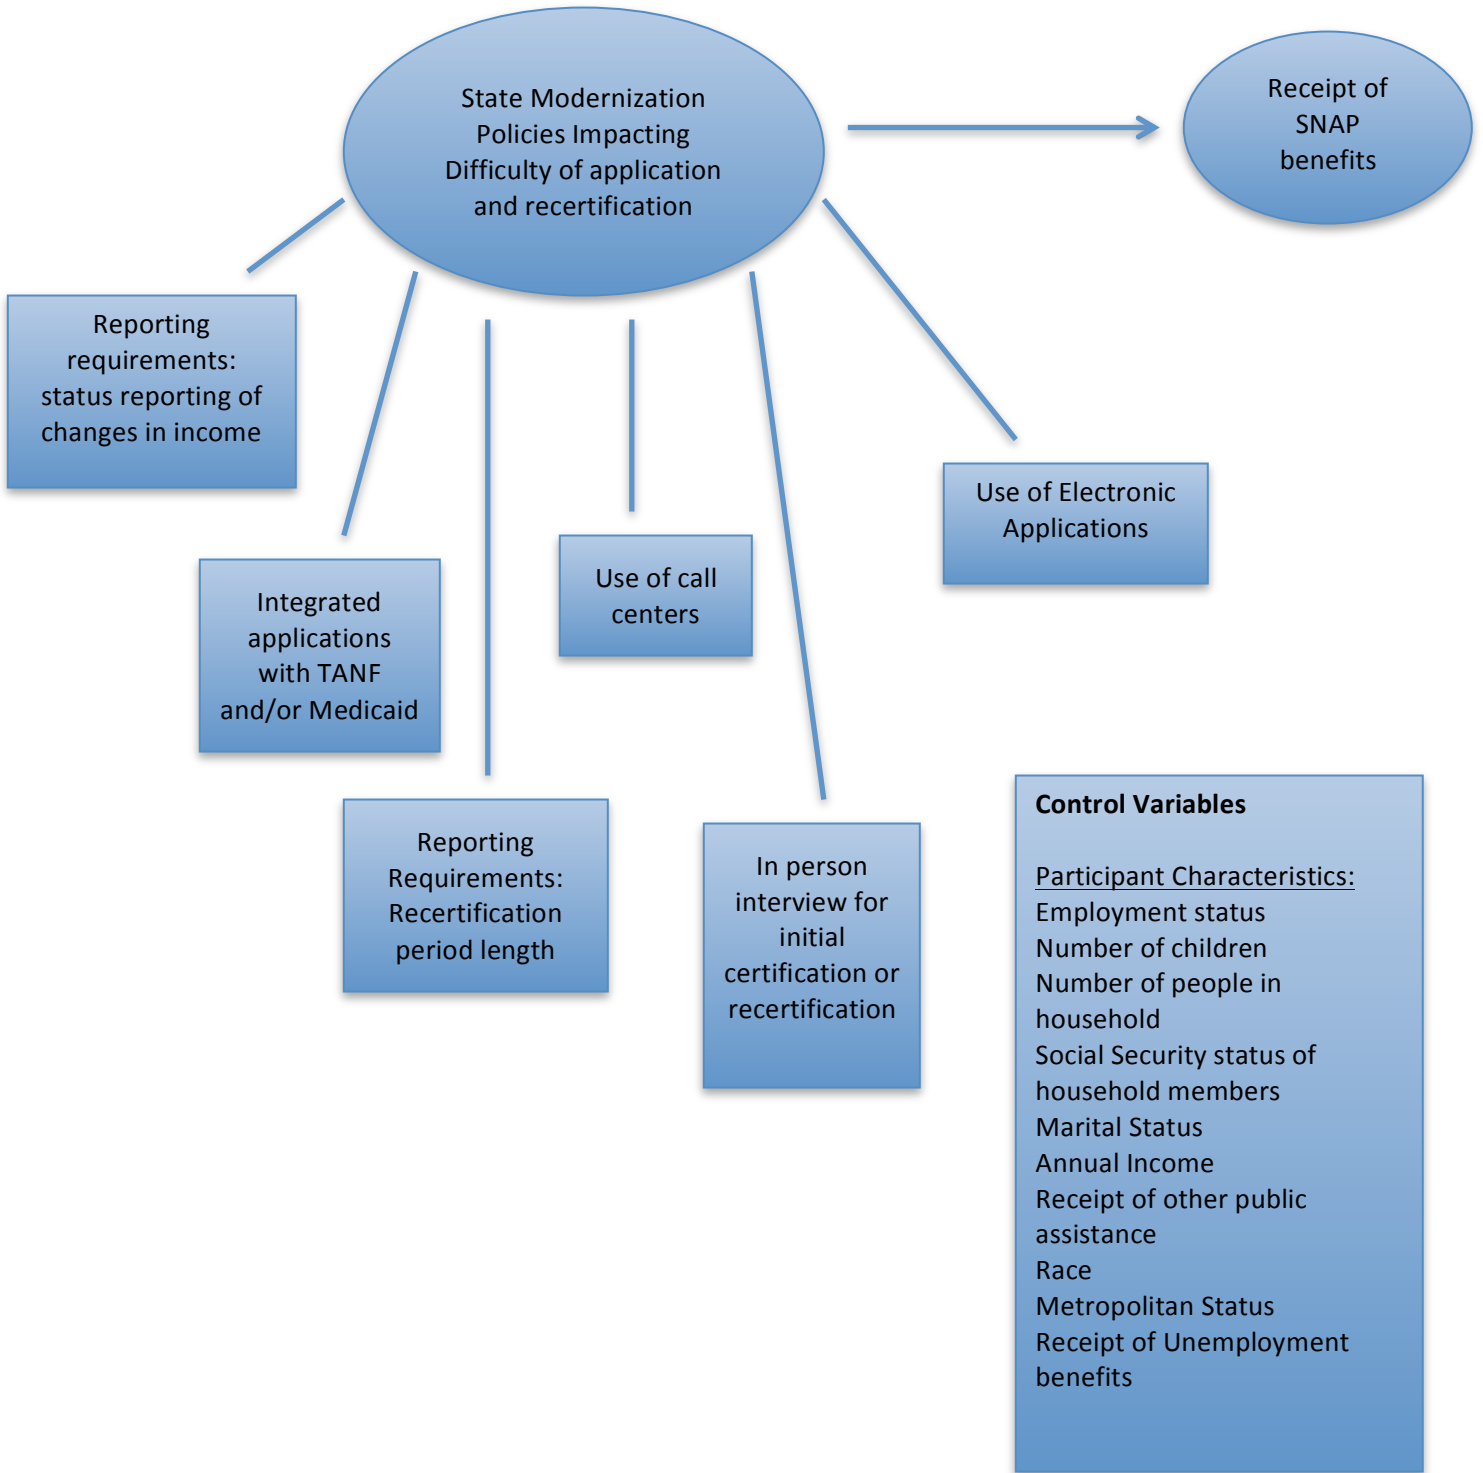 State Modernization
Policies Impacting
Difficulty of application
and recertification
Receipt of
SNAP
benefits
Reporting
requirements:
status reporting of
changes in income
Use of Electronic
Applications
Integrated
applications
with TANF
and/or Medicaid
Use of call
centers
Reporting
Requirements:
Recertification
period length
In person
interview for
initial
certification or
recertification
Control Variables
Participant Characteristics:
Employment status
Number of children
Number of people in
household
Social Security status of
household members
Marital Status
Annual Income
Receipt of other public
assistance
Race
Metropolitan Status
Receipt of Unemployment
benefits